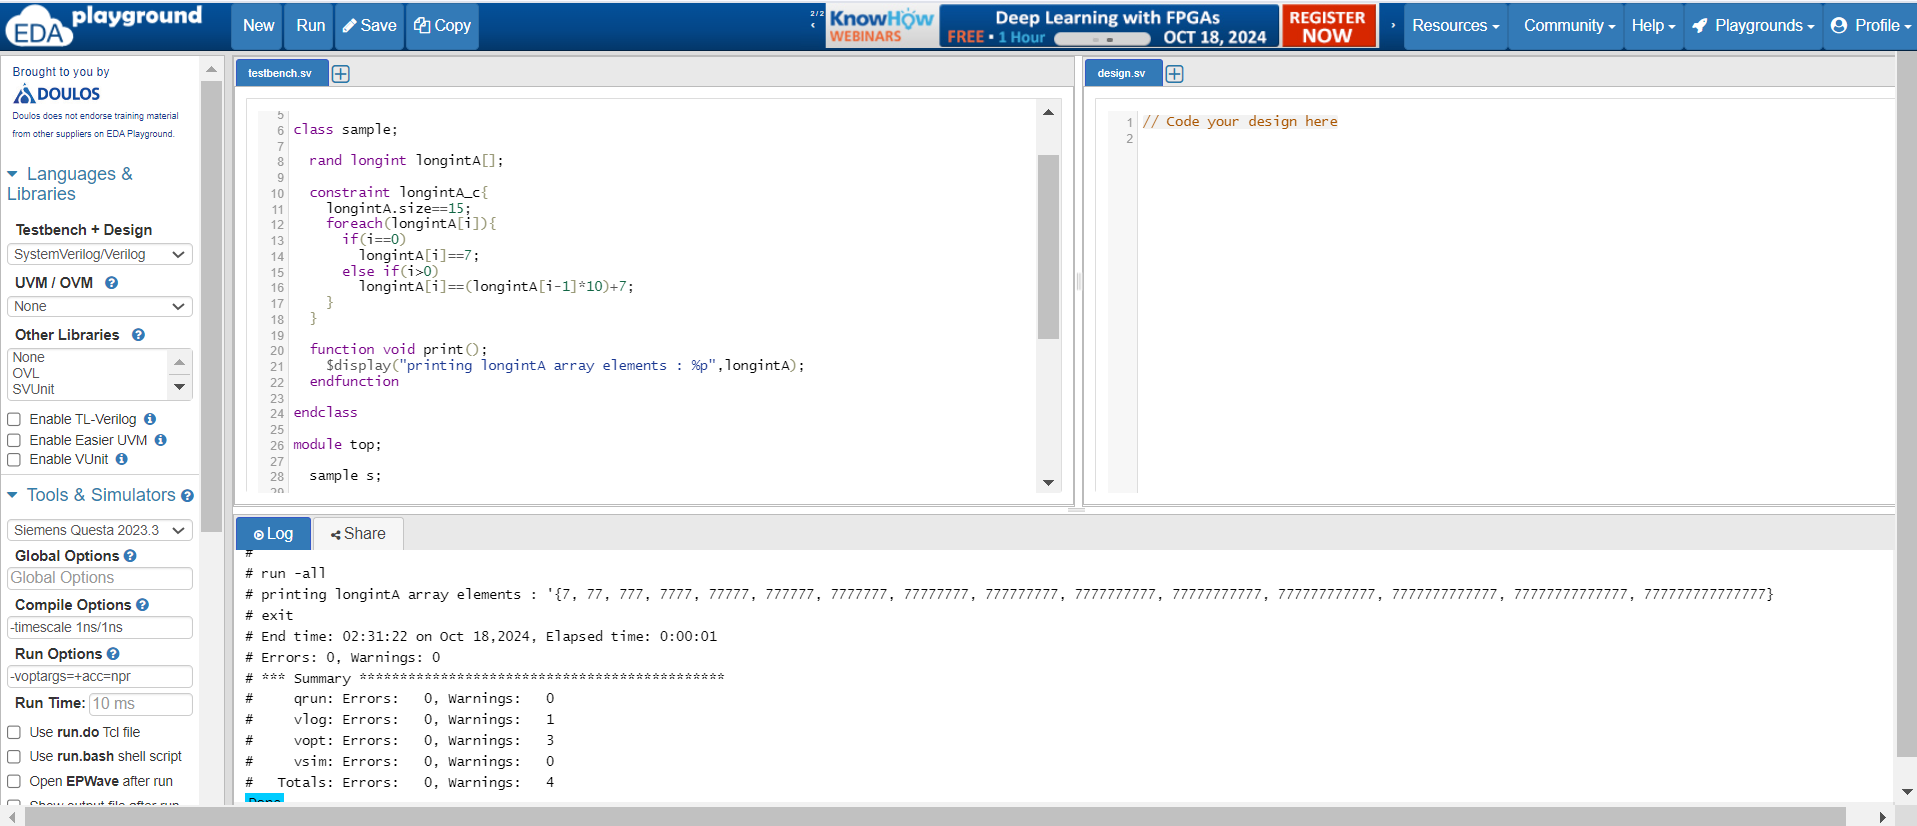 EDA playground
New
Run
Save
Copy
2/2
KnowHow
WEBINARS
Deep Learning with FPGAs
FREE • 1 Hour
OCT 18, 2024
REGISTER
NOW
Resources
Community
Help
Playgrounds
Profile
Brought to you by
DOULOS
Doulos does not endorse training material
from other suppliers on EDA Playground.
Languages &
Libraries
Testbench + Design
SystemVerilog/Verilog
UVM / OVM
None
Other Libraries
None
OVL
SVUnit
Enable TL-Verilog
Enable Easier UVM
Enable VUnit
Tools & Simulators
Siemens Questa 2023.3
Global Options
Global Options
Compile Options
-timescale 1ns/1ns
Run Options
-voptargs=+acc=npr
Run Time: 10 ms
Use run.do Tcl file
Use run.bash shell script
Open EPWave after run
Show output file after run
testbench.sv
5
6 class sample;
7
8 rand longint longintA[];
9
10 constraint longintA_c{
11 longintA.size==15;
12 foreach(longintA[i]){
13 if(i==0)
14 longintA[i]==7;
15 else if(i>0)
16 longintA[i]==(longintA[i-1]*10)+7;
17 }
18 }
19
20 function void print();
21 $display("printing longintA array elements : %p",longintA);
22 endfunction
23
24 endclass
25
26 module top;
27
28 sample s;
29
design.sv
1 // Code your design here
2
Log
Share
#
# run -all
# printing longintA array elements : '{7, 77, 777, 7777, 77777, 777777, 7777777, 77777777, 777777777, 7777777777, 77777777777, 777777777777, 7777777777777, 77777777777777, 777777777777777}
# exit
# End time: 02:31:22 on Oct 18,2024, Elapsed time: 0:00:01
# Errors: 0, Warnings: 0
# *** Summary *********************************************
# qrun: Errors: 0, Warnings: 0
# vlog: Errors: 0, Warnings: 1
# vopt: Errors: 0, Warnings: 3
# vsim: Errors: 0, Warnings: 0
# Totals: Errors: 0, Warnings: 4
Done